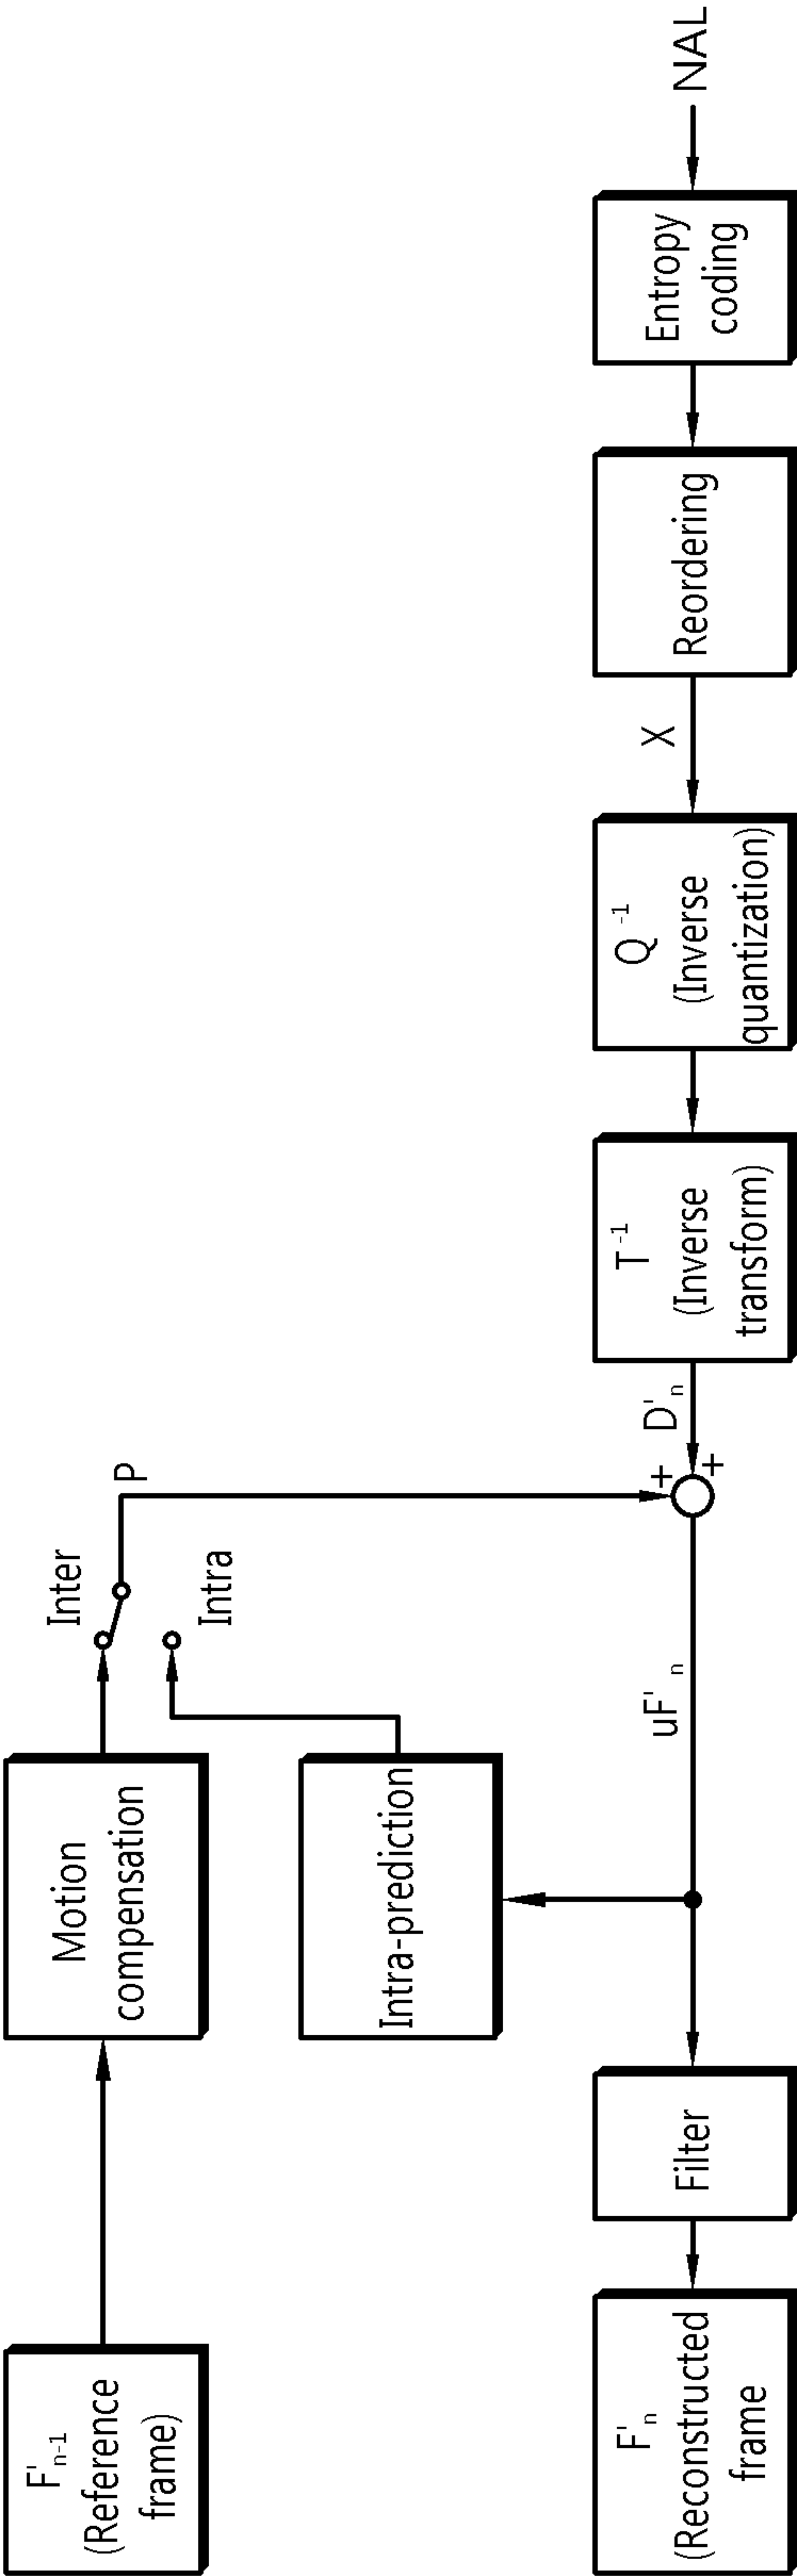 F'n-1
(Reference
frame)
Motion
compensation
Inter
P
Intra
Intra-prediction
F'n
(Reconstructed
frame
Filter
uF'n
+
+
D'n
T-1
(Inverse
transform)
Q-1
(Inverse
quantization)
X
Reordering
Entropy
coding
NAL